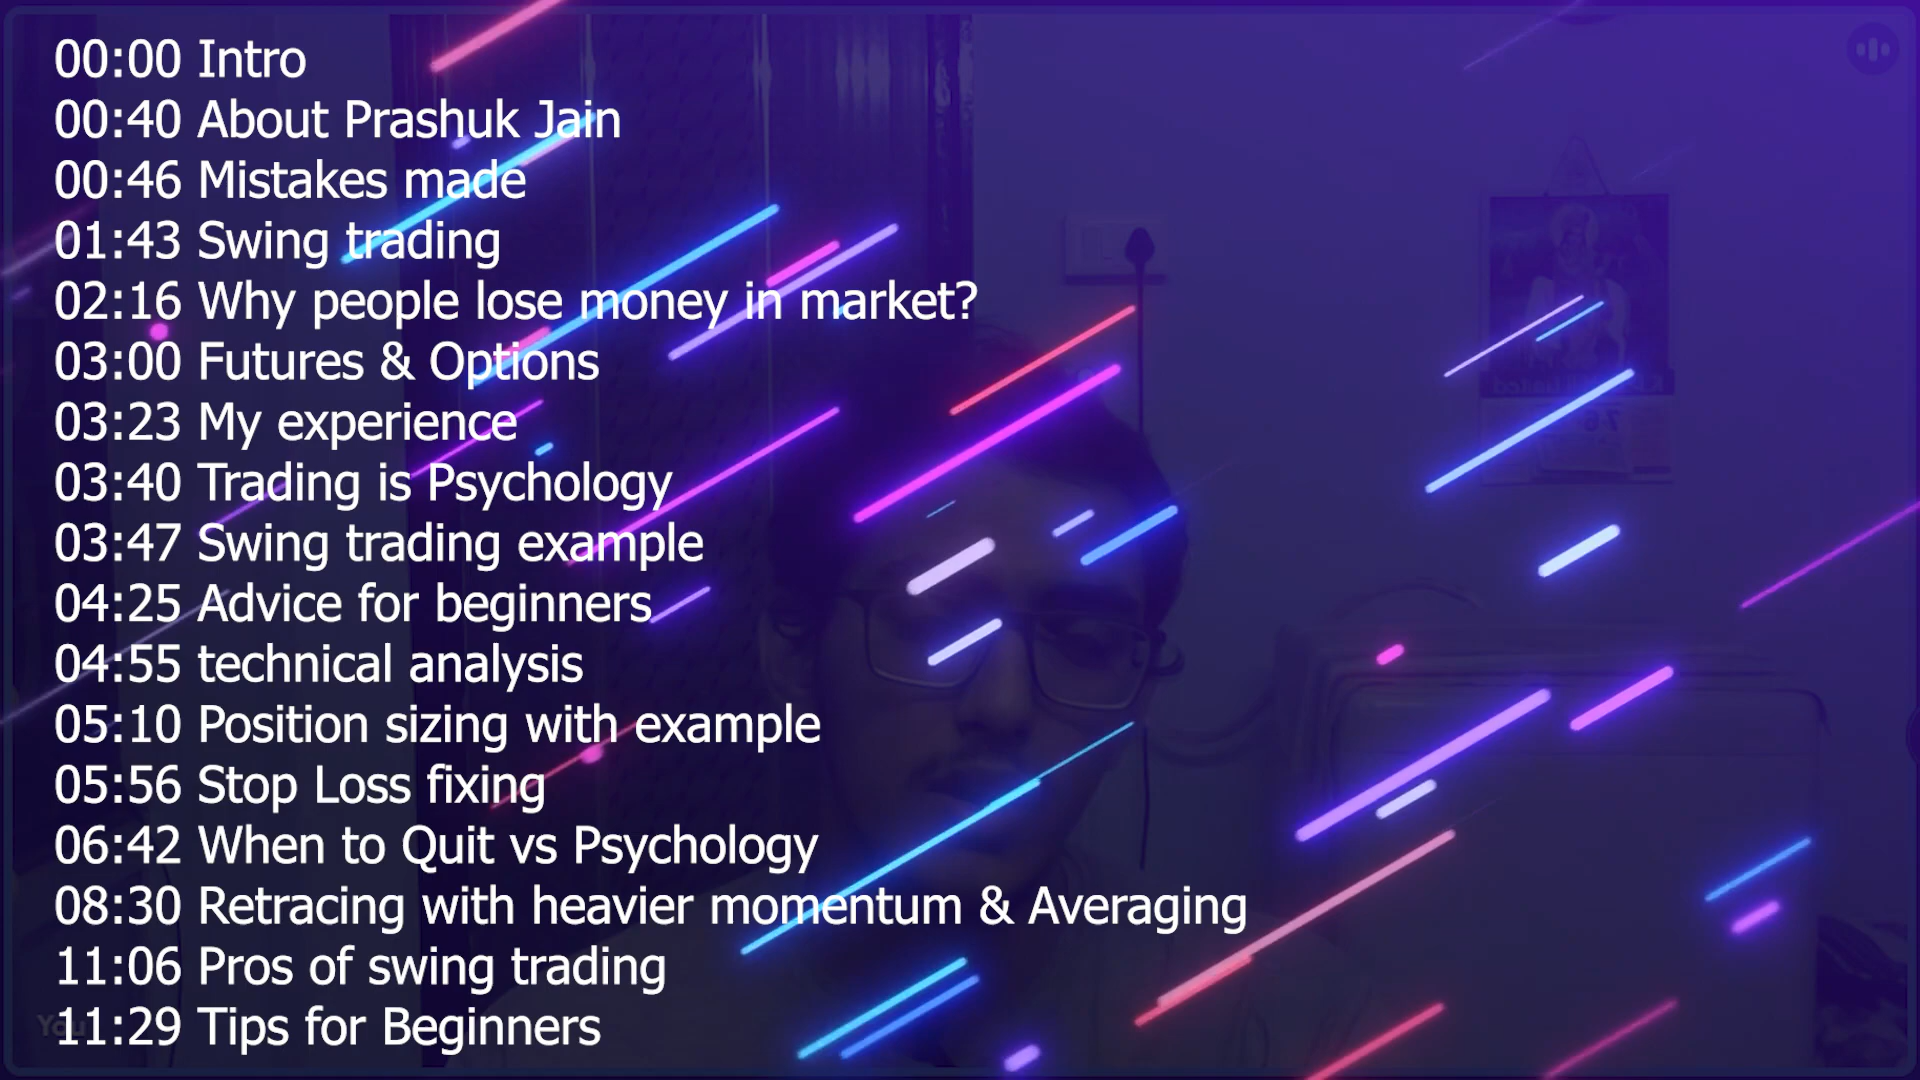 00:00 Intro
00:40 About Prashuk Jain
00:46 Mistakes made
01:43 Swing trading
02:16 Why people lose money in market?
03:00 Futures & Options
03:23 My experience
03:40 Trading is Psychology
03:47 Swing trading example
04:25 Advice for beginners
04:55 technical analysis
05:10 Position sizing with example
05:56 Stop Loss fixing
06:42 When to Quit vs Psychology
08:30 Retracing with heavier momentum & Averaging
11:06 Pros of swing trading
11:29 Tips for Beginners